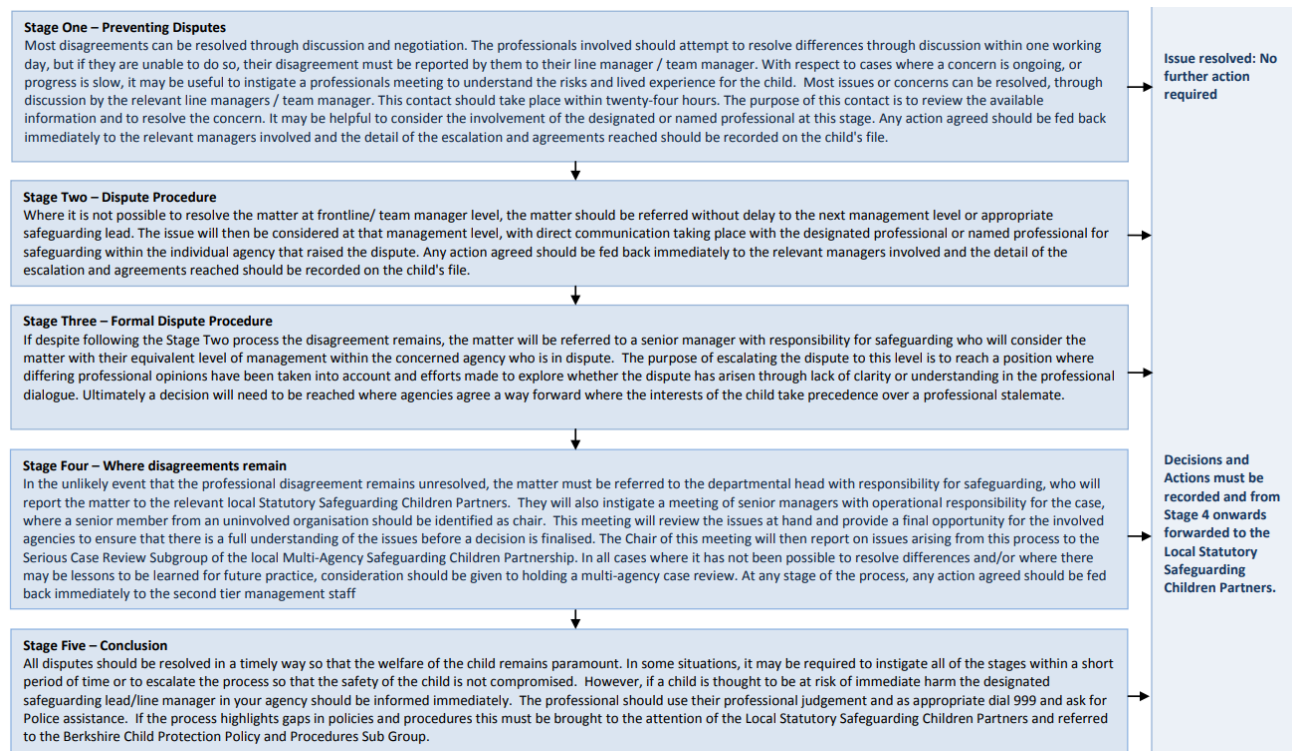 Stage One – Preventing Disputes
Most disagreements can be resolved through discussion and negotiation. The professionals involved should attempt to resolve differences through discussion within one working
day, but if they are unable to do so, their disagreement must be reported by them to their line manager / team manager. With respect to cases where a concern is ongoing, or
progress is slow, it may be useful to instigate a professionals meeting to understand the risks and lived experience for the child.  Most issues or concerns can be resolved, through
discussion by the relevant line managers / team manager. This contact should take place within twenty-four hours. The purpose of this contact is to review the available
information and to resolve the concern. It may be helpful to consider the involvement of the designated or named professional at this stage. Any action agreed should be fed back
immediately to the relevant managers involved and the detail of the escalation and agreements reached should be recorded on the child's file.
Issue resolved: No
further action
required
Stage Two – Dispute Procedure
Where it is not possible to resolve the matter at frontline/ team manager level, the matter should be referred without delay to the next management level or appropriate
safeguarding lead. The issue will then be considered at that management level, with direct communication taking place with the designated professional or named professional for
safeguarding within the individual agency that raised the dispute. Any action agreed should be fed back immediately to the relevant managers involved and the detail of the
escalation and agreements reached should be recorded on the child's file.
Stage Three – Formal Dispute Procedure
If despite following the Stage Two process the disagreement remains, the matter will be referred to a senior manager with responsibility for safeguarding who will consider the
matter with their equivalent level of management within the concerned agency who is in dispute.  The purpose of escalating the dispute to this level is to reach a position where
differing professional opinions have been taken into account and efforts made to explore whether the dispute has arisen through lack of clarity or understanding in the professional
dialogue. Ultimately a decision will need to be reached where agencies agree a way forward where the interests of the child take precedence over a professional stalemate.
Stage Four – Where disagreements remain
In the unlikely event that the professional disagreement remains unresolved, the matter must be referred to the departmental head with responsibility for safeguarding, who will
report the matter to the relevant local Statutory Safeguarding Children Partners.  They will also instigate a meeting of senior managers with operational responsibility for the case,
where a senior member from an uninvolved organisation should be identified as chair.  This meeting will review the issues at hand and provide a final opportunity for the involved
agencies to ensure that there is a full understanding of the issues before a decision is finalised. The Chair of this meeting will then report on issues arising from this process to the
Serious Case Review Subgroup of the local Multi-Agency Safeguarding Children Partnership. In all cases where it has not been possible to resolve differences and/or where there
may be lessons to be learned for future practice, consideration should be given to holding a multi-agency case review. At any stage of the process, any action agreed should be fed
back immediately to the second tier management staff
Decisions and
Actions must be
recorded and from
Stage 4 onwards
forwarded to the
Local Statutory
Safeguarding
Children Partners.
Stage Five – Conclusion
All disputes should be resolved in a timely way so that the welfare of the child remains paramount. In some situations, it may be required to instigate all of the stages within a short
period of time or to escalate the process so that the safety of the child is not compromised.  However, if a child is thought to be at risk of immediate harm the designated
safeguarding lead/line manager in your agency should be informed immediately.  The professional should use their professional judgement and as appropriate dial 999 and ask for
Police assistance.  If the process highlights gaps in policies and procedures this must be brought to the attention of the Local Statutory Safeguarding Children Partners and referred
to the Berkshire Child Protection Policy and Procedures Sub Group.